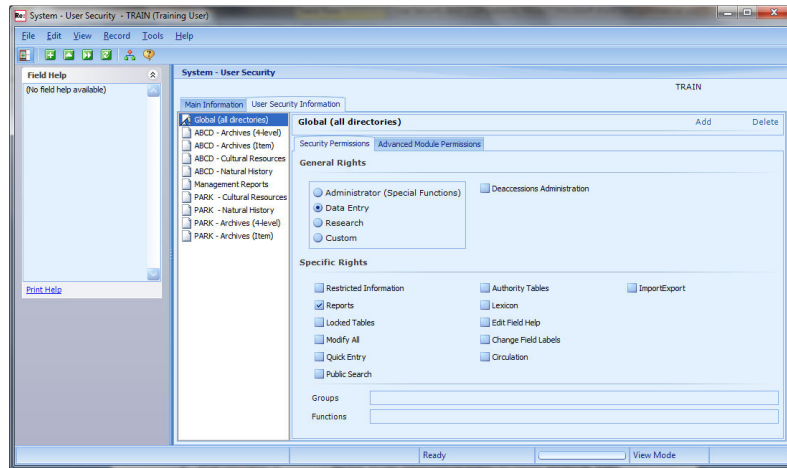 Re: System - User Security - TRAIN (Training User)
File Edit View Record Tools Help
Field Help
(No field help available)
Print Help
System - User Security
TRAIN
Main Information User Security Information
Global (all directories)
ABCD - Archives (4-level)
ABCD - Archives (Item)
ABCD - Cultural Resources
ABCD - Natural History
Management Reports
PARK - Cultural Resources
PARK - Natural History
PARK - Archives (4-level)
PARK - Archives (Item)
Global (all directories) Add Delete
Security Permissions Advanced Module Permissions
General Rights
Administrator (Special Functions) Deaccessions Administration
Data Entry
Research
Custom
Specific Rights
Restricted Information Authority Tables ImportExport
Reports Lexicon
Locked Tables Edit Field Help
Modify All Change Field Labels
Quick Entry Circulation
Public Search
Groups
Functions
Ready View Mode